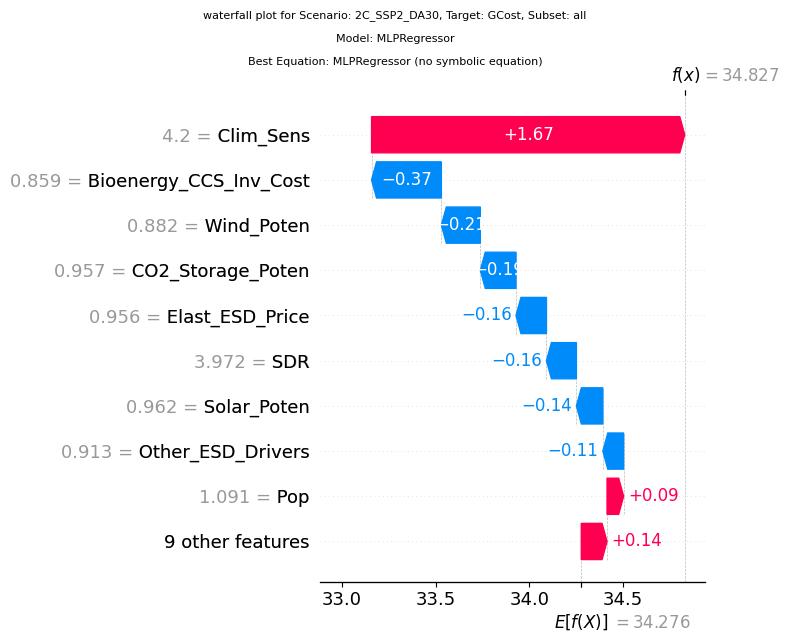 waterfall plot for Scenario: 2C_SSP2_DA30, Target: GCost, Subset: all
Model: MLPRegressor
Best Equation: MLPRegressor (no symbolic equation)
f(x) = 34.827
4.2 = Clim_Sens +1.67
0.859 = Bioenergy_CCS_Inv_Cost −0.37
0.882 = Wind_Poten −0.21
0.957 = CO2_Storage_Poten −0.19
0.956 = Elast_ESD_Price −0.16
3.972 = SDR −0.16
0.962 = Solar_Poten −0.14
0.913 = Other_ESD_Drivers −0.11
1.091 = Pop +0.09
9 other features +0.14
33.0 33.5 34.0 34.5
E[f(X)] = 34.276